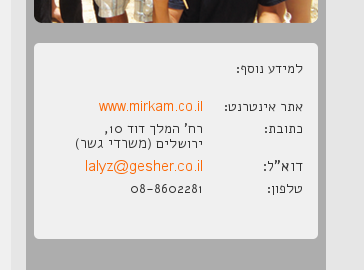 למידע נוסף:
אתר אינטרנט: www.mirkam.co.il
כתובת: רח' המלך דוד 10,
ירושלים (משרדי גשר)
דוא"ל: lalyz@gesher.co.il
טלפון: 08-8602281